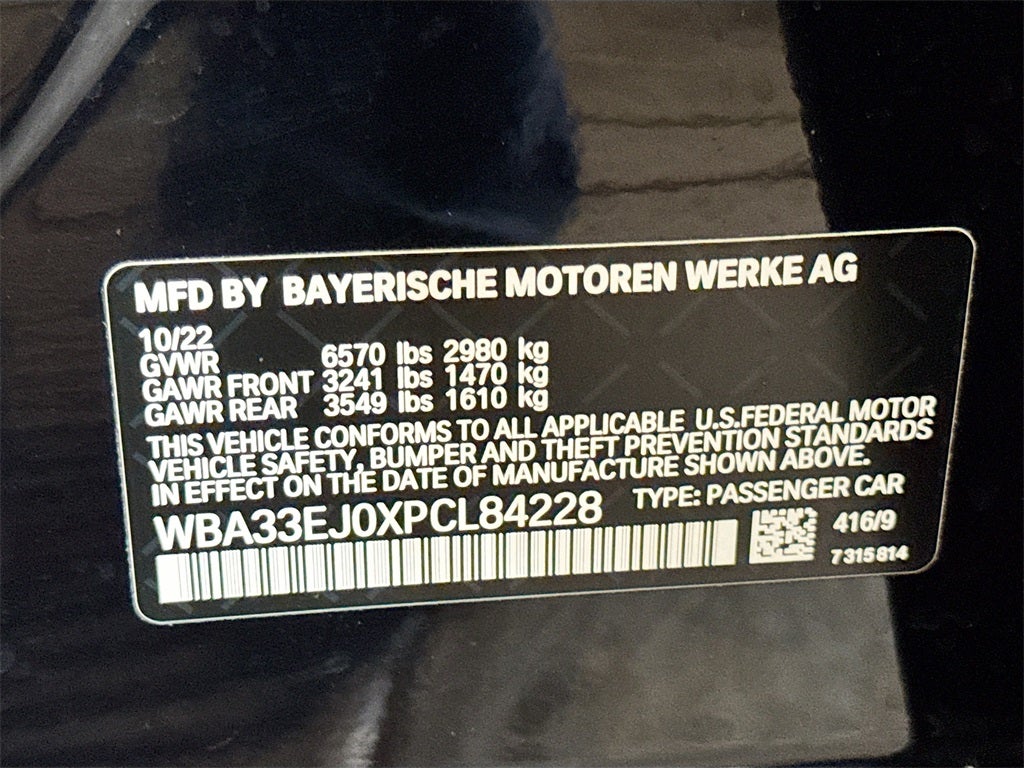 MFD BY BAYERISCHE MOTOREN WERKE AG
10/22
GVWR 6570 lbs 2980 kg
GAWR FRONT 3241 lbs 1470 kg
GAWR REAR 3549 lbs 1610 kg
THIS VEHICLE CONFORMS TO ALL APPLICABLE U.S.FEDERAL MOTOR
VEHICLE SAFETY, BUMPER AND THEFT PREVENTION STANDARDS
IN EFFECT ON THE DATE OF MANUFACTURE SHOWN ABOVE.
WBA33EJ0XPCL84228 TYPE: PASSENGER CAR
416/9
7315814